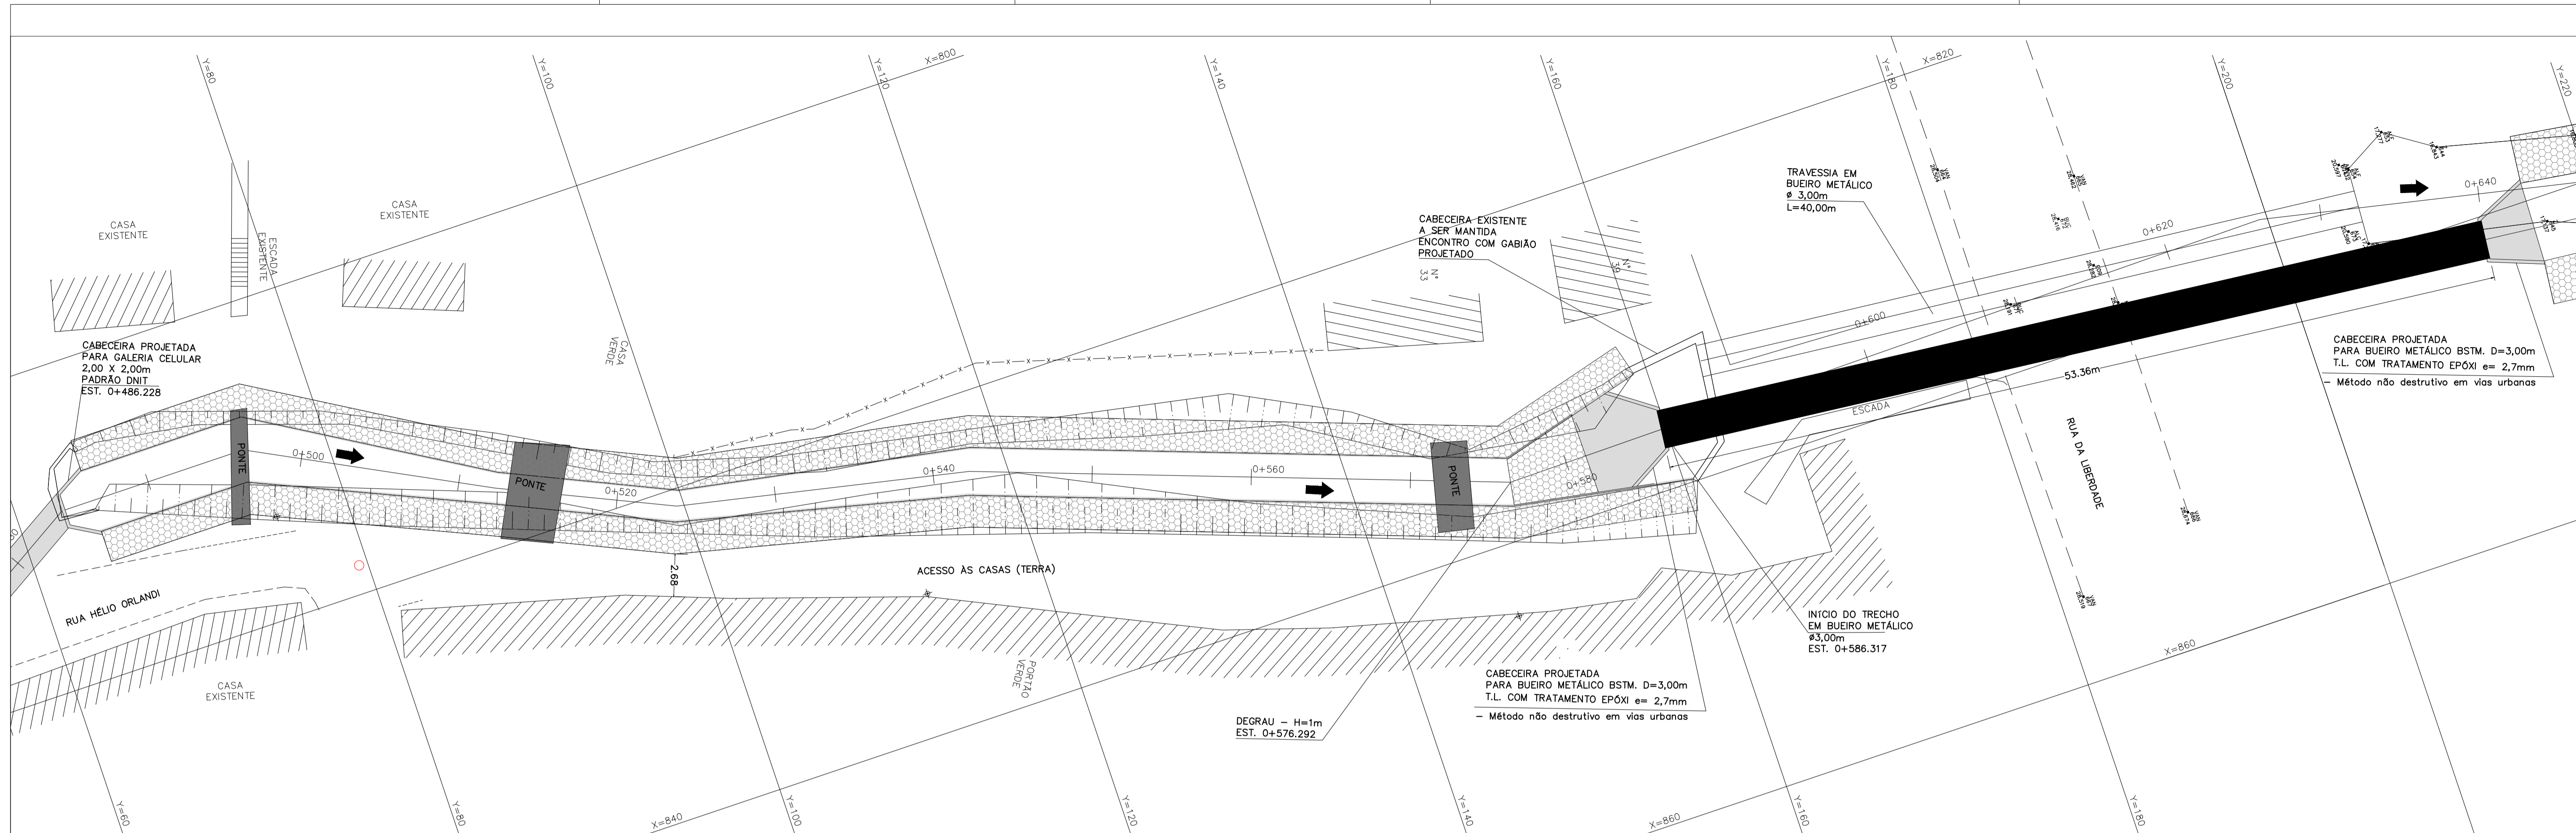 Y=80
Y=100
Y=120
X=800
Y=140
Y=160
Y=180
X=820
Y=200
Y=220
CASA
EXISTENTE
ESCADA
EXISTENTE
CASA
EXISTENTE
CABECEIRA PROJETADA
PARA GALERIA CELULAR
2,00 X 2,00m
PADRÃO DNIT
EST. 0+486.228
CASA
VERDE
CABECEIRA EXISTENTE
A SER MANTIDA
ENCONTRO COM GABIÃO
PROJETADO
N°
33
N°
39
TRAVESSIA EM
BUEIRO METÁLICO
ø 3,00m
L=40,00m
0+600
0+620
0+640
53.36m
ESCADA
RUA DA LIBERDADE
CABECEIRA PROJETADA
PARA BUEIRO METÁLICO BSTM. D=3,00m
T.L. COM TRATAMENTO EPÓXI e= 2,7mm
- Método não destrutivo em vias urbanas
PONTE
0+500
PONTE
0+520
0+540
0+560
PONTE
0+580
2.68
ACESSO ÀS CASAS (TERRA)
RUA HÉLIO ORLANDI
CASA
EXISTENTE
PORTÃO
VERDE
DEGRAU - H=1m
EST. 0+576.292
CABECEIRA PROJETADA
PARA BUEIRO METÁLICO BSTM. D=3,00m
T.L. COM TRATAMENTO EPÓXI e= 2,7mm
- Método não destrutivo em vias urbanas
INÍCIO DO TRECHO
EM BUEIRO METÁLICO
ø3,00m
EST. 0+586.317
X=860
Y=60
Y=80
X=840
Y=100
Y=120
Y=140
X=860
Y=160
Y=180